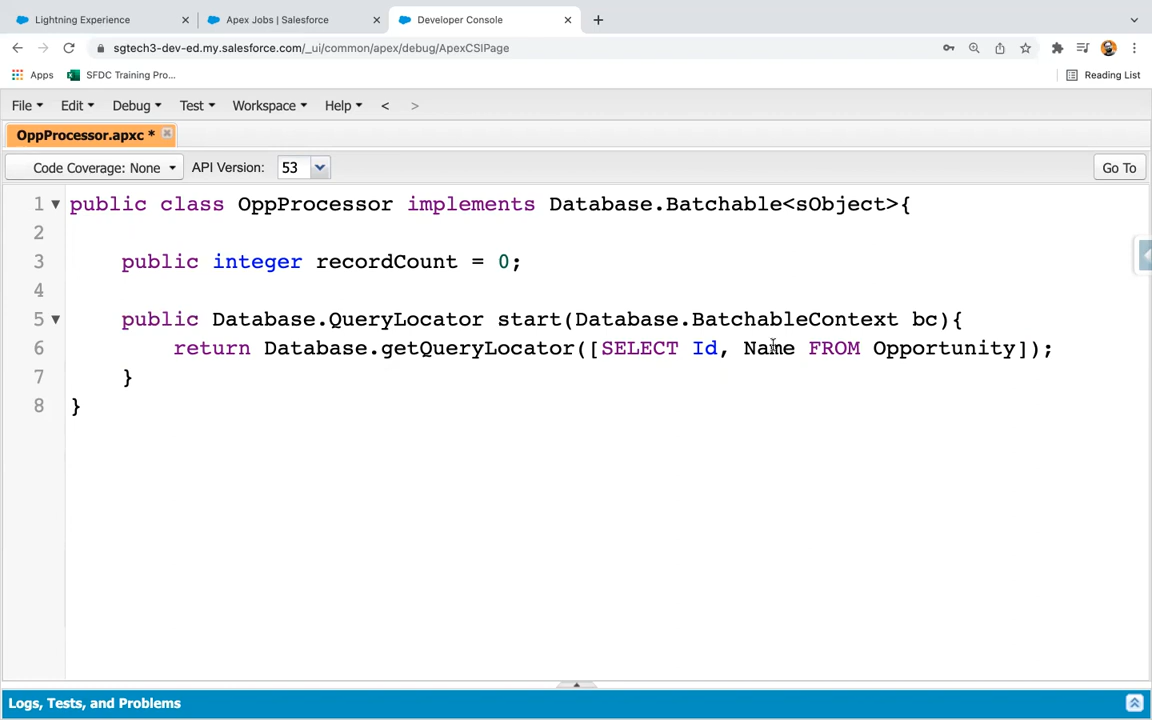 Lightning Experience
Apex Jobs | Salesforce
Developer Console
sgtech3-dev-ed.my.salesforce.com/_ui/common/apex/debug/ApexCSIPage
Apps
SFDC Training Pro...
Reading List
File Edit Debug Test Workspace Help < >
OppProcessor.apxc *
Code Coverage: None API Version: 53 Go To
1 public class OppProcessor implements Database.Batchable<sObject>{
2
3 public integer recordCount = 0;
4
5 public Database.QueryLocator start(Database.BatchableContext bc){
6 return Database.getQueryLocator([SELECT Id, Name FROM Opportunity]);
7 }
8 }
Logs, Tests, and Problems